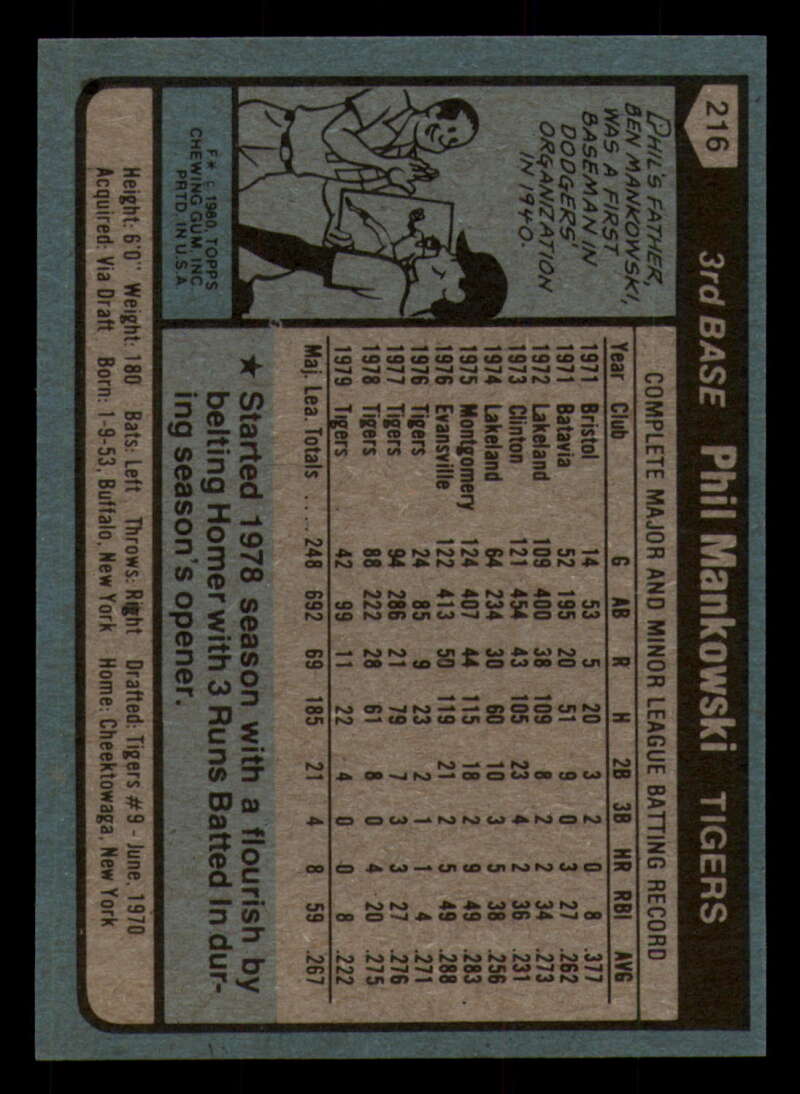 216
3rd BASE Phil Mankowski TIGERS
PHIL'S FATHER,
BEN MANKOWSKI,
WAS A FIRST
BASEMAN IN
DODGERS'
ORGANIZATION
IN 1940.
F* © 1980, TOPPS
CHEWING GUM, INC
PRTD. IN U.S.A
COMPLETE MAJOR AND MINOR LEAGUE BATTING RECORD
Year Club G AB R H 2B 3B HR RBI AVG
1971 Bristol 14 53 5 20 3 2 0 8 .377
1971 Batavia 52 195 20 51 9 0 3 27 .262
1972 Lakeland 109 400 38 109 8 2 2 34 .273
1973 Clinton 121 454 43 105 23 4 2 36 .231
1974 Lakeland 64 234 30 60 10 3 5 38 .256
1975 Montgomery 124 407 44 115 18 2 9 49 .283
1976 Evansville 122 413 50 119 21 2 5 49 .288
1976 Tigers 24 85 9 23 2 1 1 4 .271
1977 Tigers 94 286 21 79 7 3 3 27 .276
1978 Tigers 88 222 28 61 8 0 4 20 .275
1979 Tigers 42 99 11 22 4 0 0 8 .222
Maj. Lea. Totals .... 248 692 69 185 21 4 8 59 .267
★ Started 1978 season with a flourish by
belting Homer with 3 Runs Batted In dur-
ing season's opener.
Height: 6'0" Weight: 180 Bats: Left Throws: Right Drafted: Tigers #9 - June, 1970
Acquired: Via Draft Born: 1-9-53, Buffalo, New York Home: Cheektowaga, New York